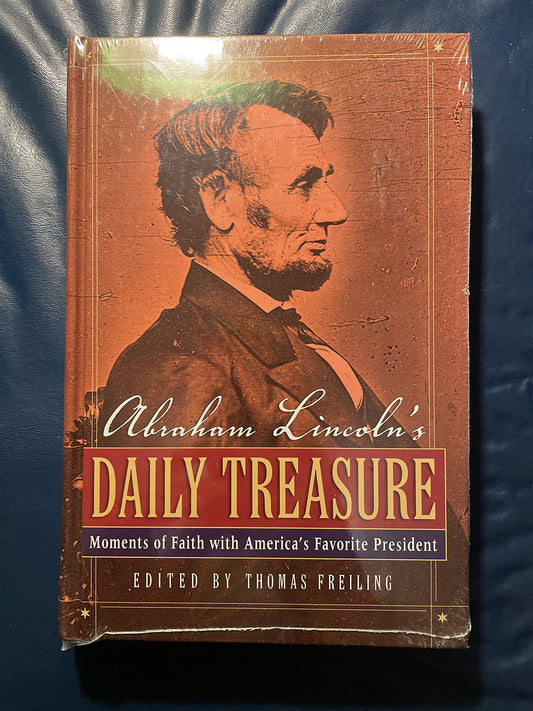 Abraham Lincoln's
DAILY TREASURE
Moments of Faith with America's Favorite President
EDITED BY THOMAS FREILING